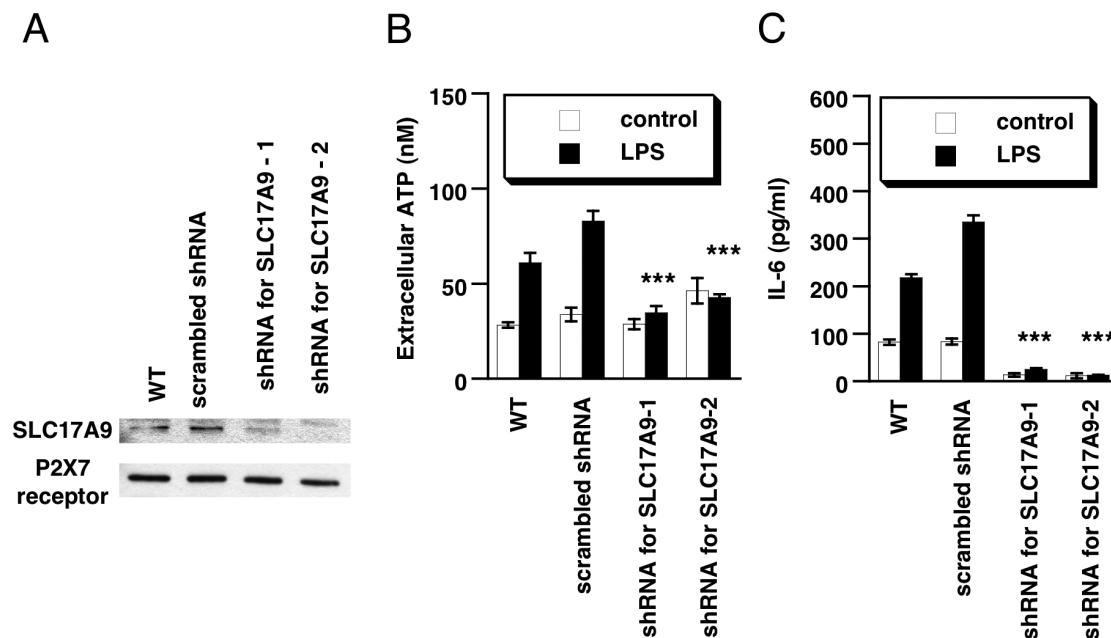 A
WT
scrambled shRNA
shRNA for SLC17A9 - 1
shRNA for SLC17A9 - 2
SLC17A9
P2X7
receptor
B
Extracellular ATP (nM)
150
100
50
0
control
LPS
***
***
WT
scrambled shRNA
shRNA for SLC17A9-1
shRNA for SLC17A9-2
C
IL-6 (pg/ml)
600
500
400
300
200
100
0
control
LPS
***
***
WT
scrambled shRNA
shRNA for SLC17A9-1
shRNA for SLC17A9-2